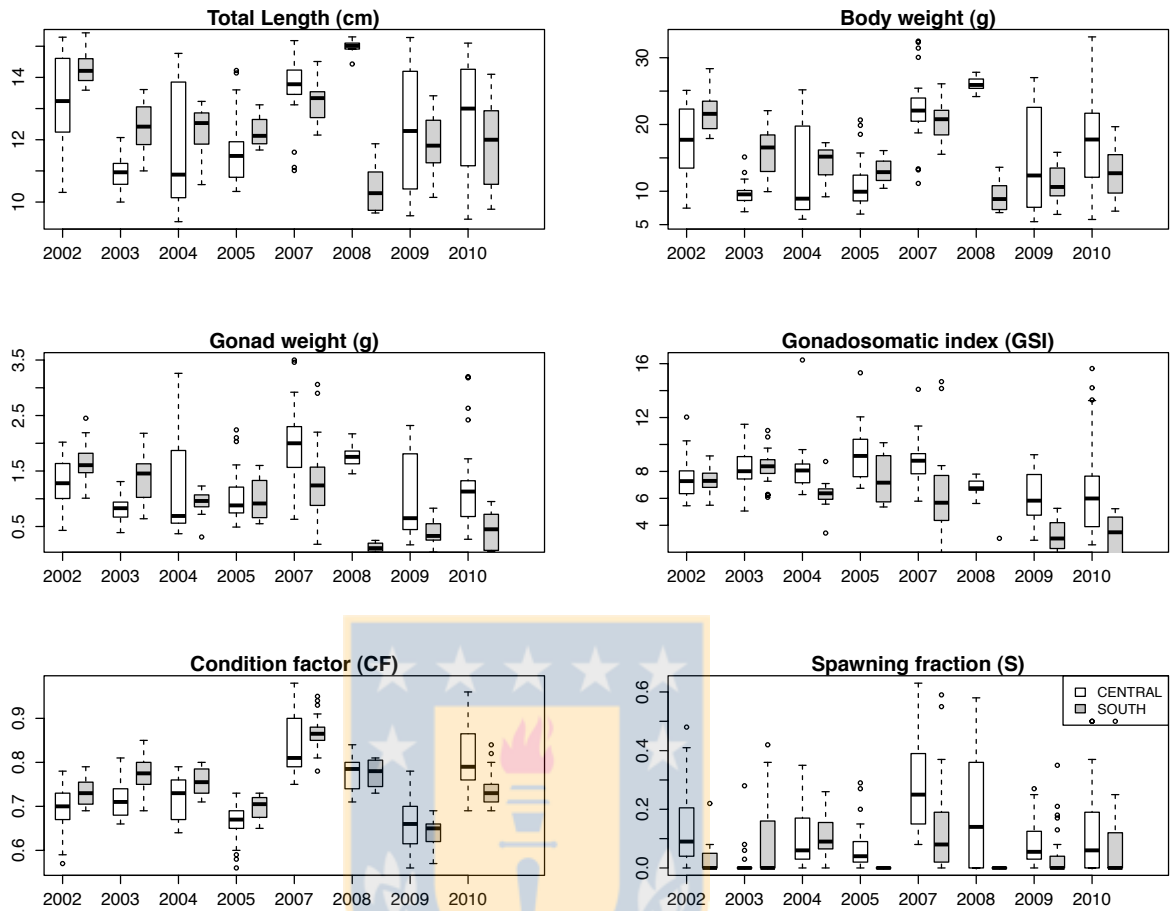 Total Length (cm)
14
12
10
2002 2003 2004 2005 2007 2008 2009 2010
Body weight (g)
30
20
10
5
2002 2003 2004 2005 2007 2008 2009 2010
Gonad weight (g)
3.5
2.5
1.5
0.5
2002 2003 2004 2005 2007 2008 2009 2010
Gonadosomatic index (GSI)
16
12
8
6
4
2002 2003 2004 2005 2007 2008 2009 2010
Condition factor (CF)
0.9
0.8
0.7
0.6
2002 2003 2004 2005 2007 2008 2009 2010
Spawning fraction (S)
CENTRAL
SOUTH
0.6
0.4
0.2
0.0
2002 2003 2004 2005 2007 2008 2009 2010